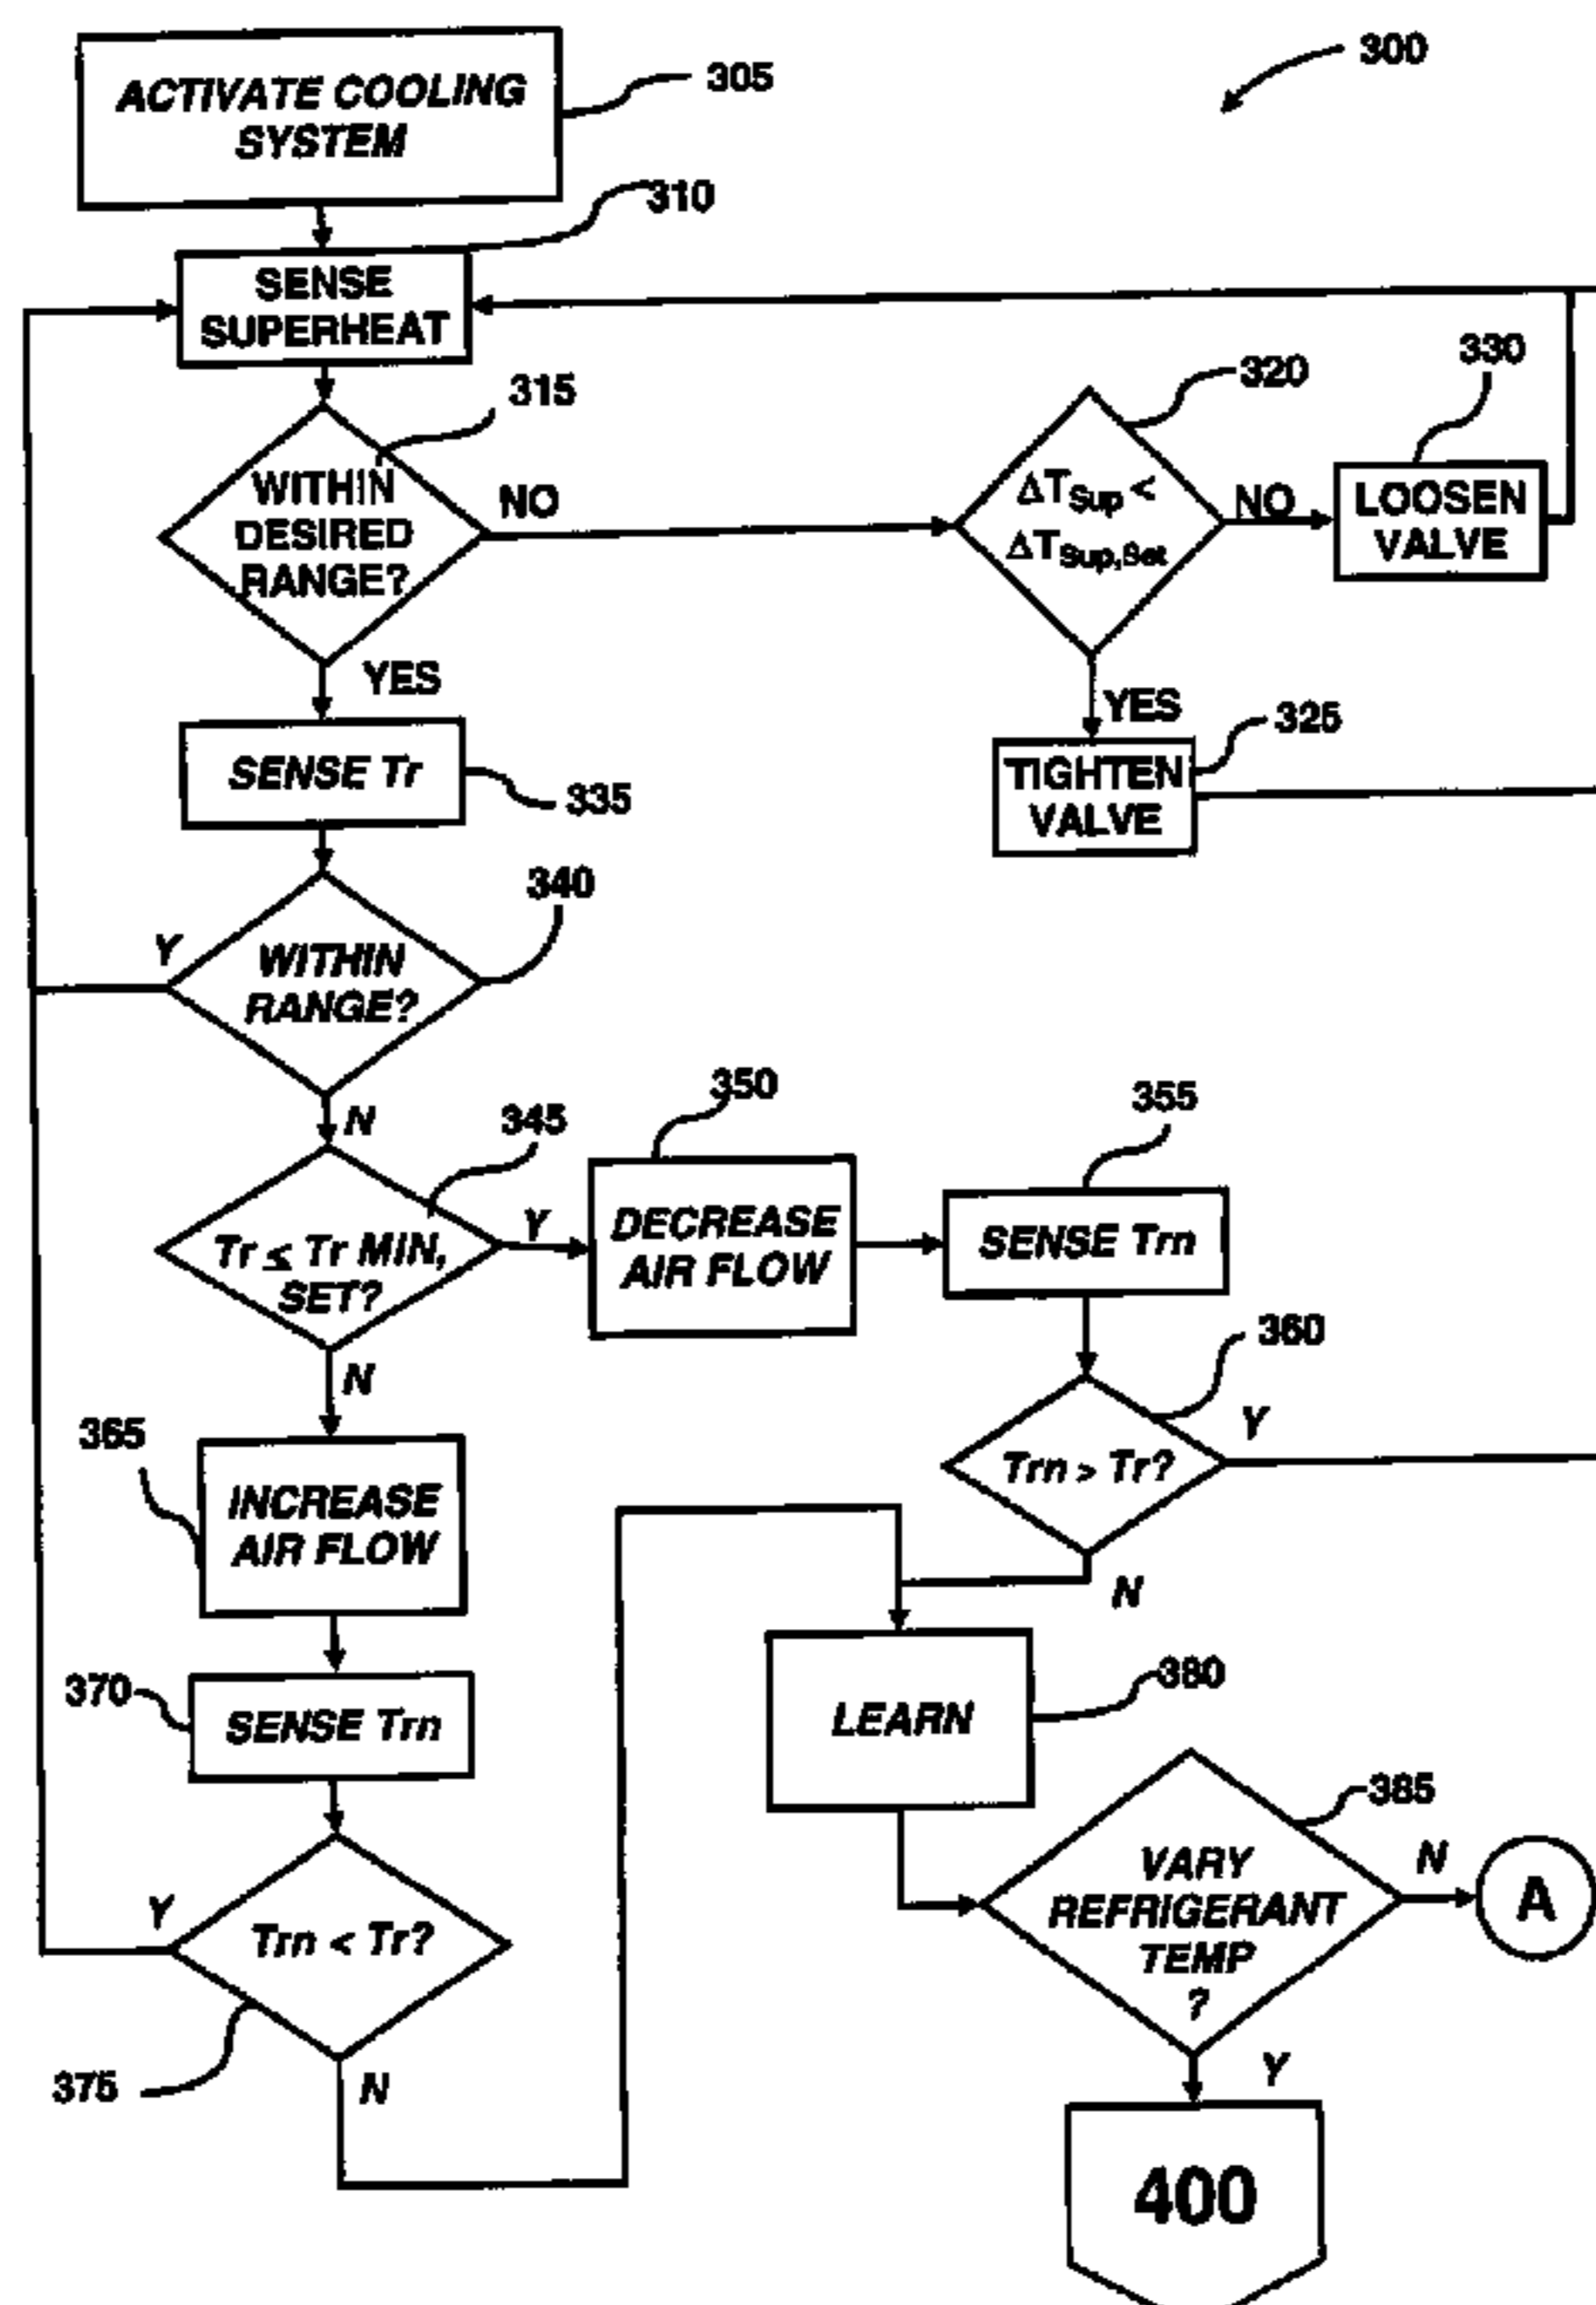 300
ACTIVATE COOLING
SYSTEM
305
310
SENSE
SUPERHEAT
315
WITHIN
DESIRED
RANGE?
NO
YES
320
ΔTSup <
ΔTSup,Set
NO
YES
330
LOOSEN
VALVE
325
TIGHTEN
VALVE
SENSE Tr
335
340
WITHIN
RANGE?
Y
N
345
Tr ≤ Tr MIN,
SET?
Y
N
350
DECREASE
AIR FLOW
355
SENSE Trn
360
Trn > Tr?
Y
N
365
INCREASE
AIR FLOW
370
SENSE Trn
Trn < Tr?
Y
N
375
LEARN
380
385
VARY
REFRIGERANT
TEMP
?
N
A
Y
400